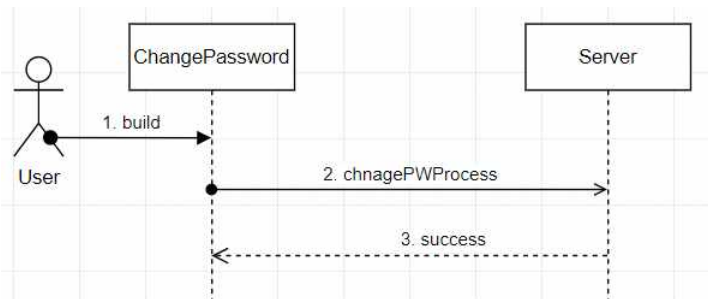 ChangePassword
Server
1. build
User
2. chnagePWProcess
3. success